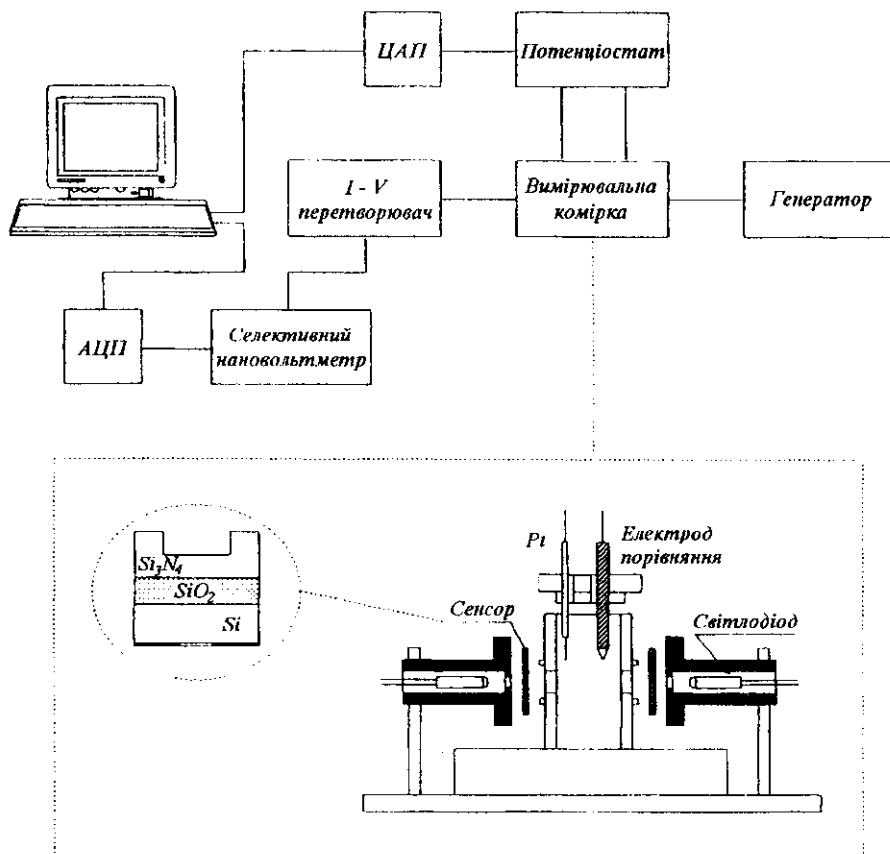 ЦАП
Потенціостат
I - V
перетворювач
Вимірювальна
комірка
Генератор
АЦП
Селективний
нановольтметр
Si₃N₄
SiO₂
Si
Pt
Електрод
порівняння
Сенсор
Світлодіод